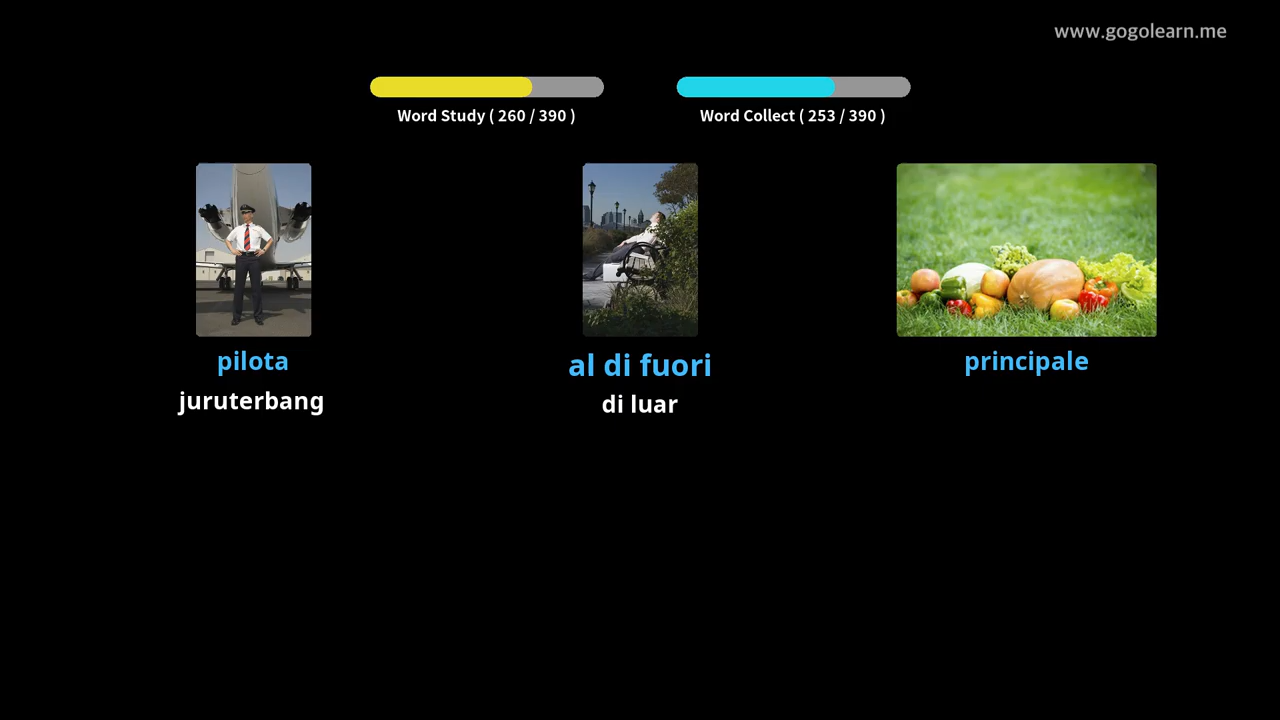 www.gogolearn.me
Word Study ( 260 / 390 )
Word Collect ( 253 / 390 )
pilota
juruterbang
al di fuori
di luar
principale